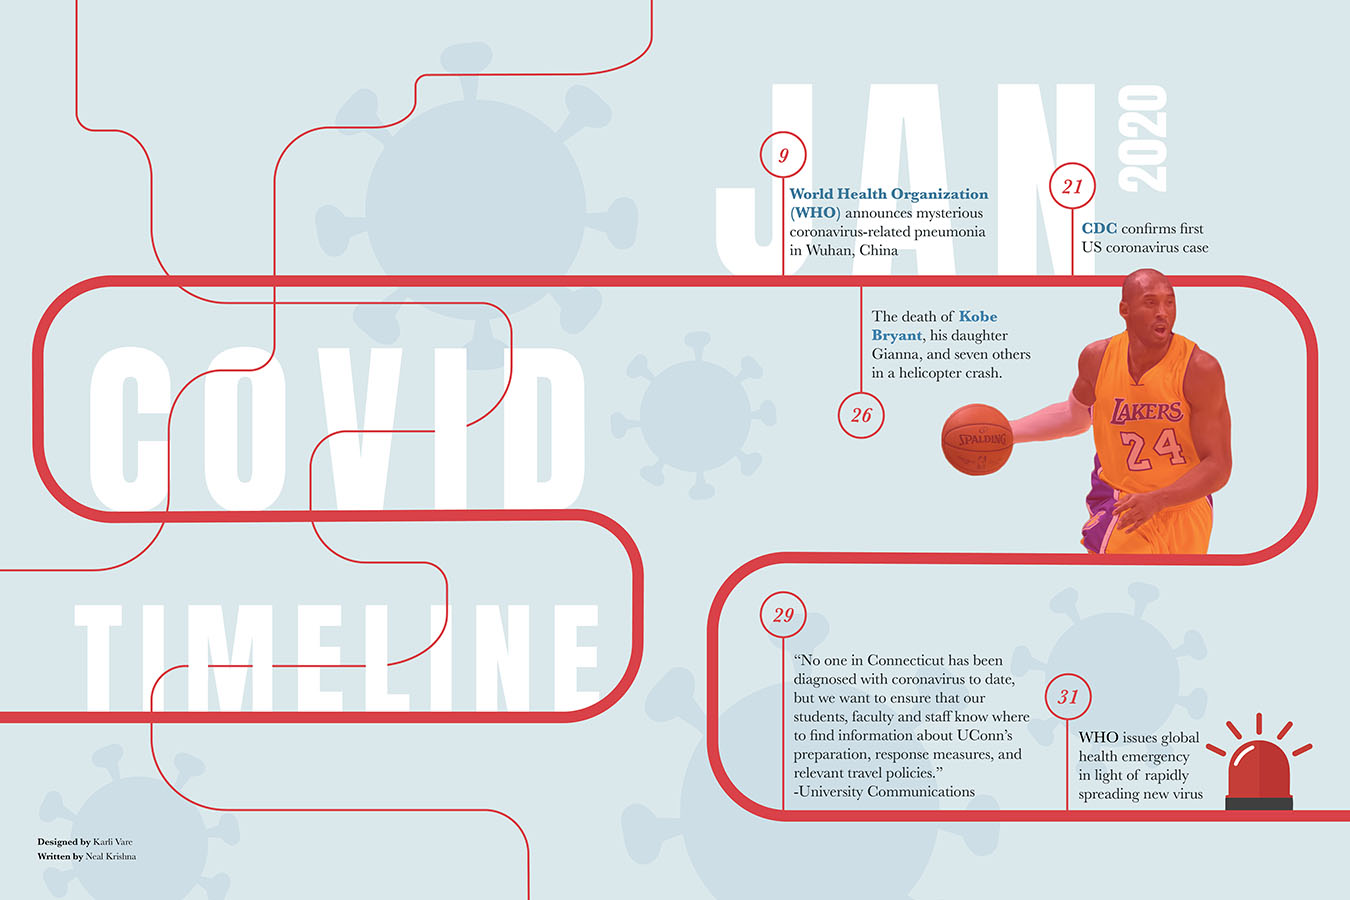 JAN
2020
9
World Health Organization
(WHO) announces mysterious
coronavirus-related pneumonia
in Wuhan, China
21
CDC confirms first
US coronavirus case
The death of Kobe
Bryant, his daughter
Gianna, and seven others
in a helicopter crash.
26
LAKERS
24
SPALDING
COVID
TIMELINE
29
“No one in Connecticut has been
diagnosed with coronavirus to date,
but we want to ensure that our
students, faculty and staff know where
to find information about UConn’s
preparation, response measures, and
relevant travel policies.”
-University Communications
31
WHO issues global
health emergency
in light of rapidly
spreading new virus
Designed by Karli Vare
Written by Neal Krishna